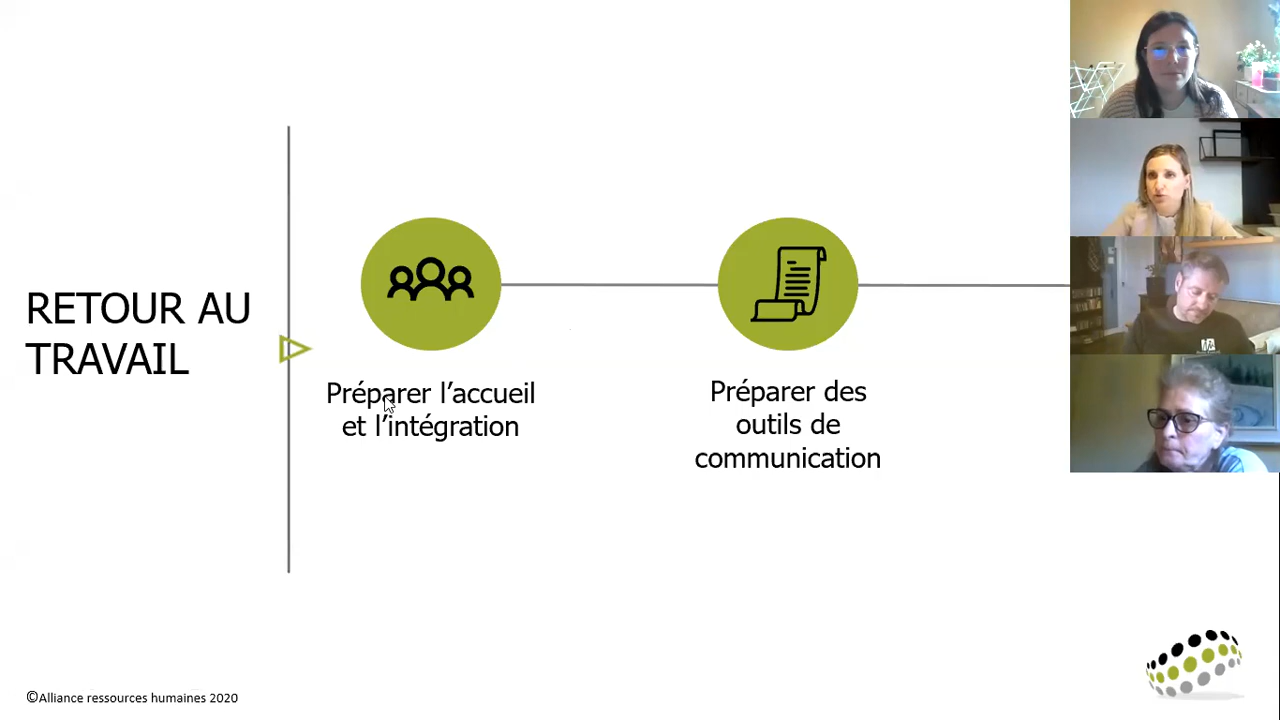 RETOUR AU
TRAVAIL
Préparer l’accueil
et l’intégration
Préparer des
outils de
communication
©Alliance ressources humaines 2020